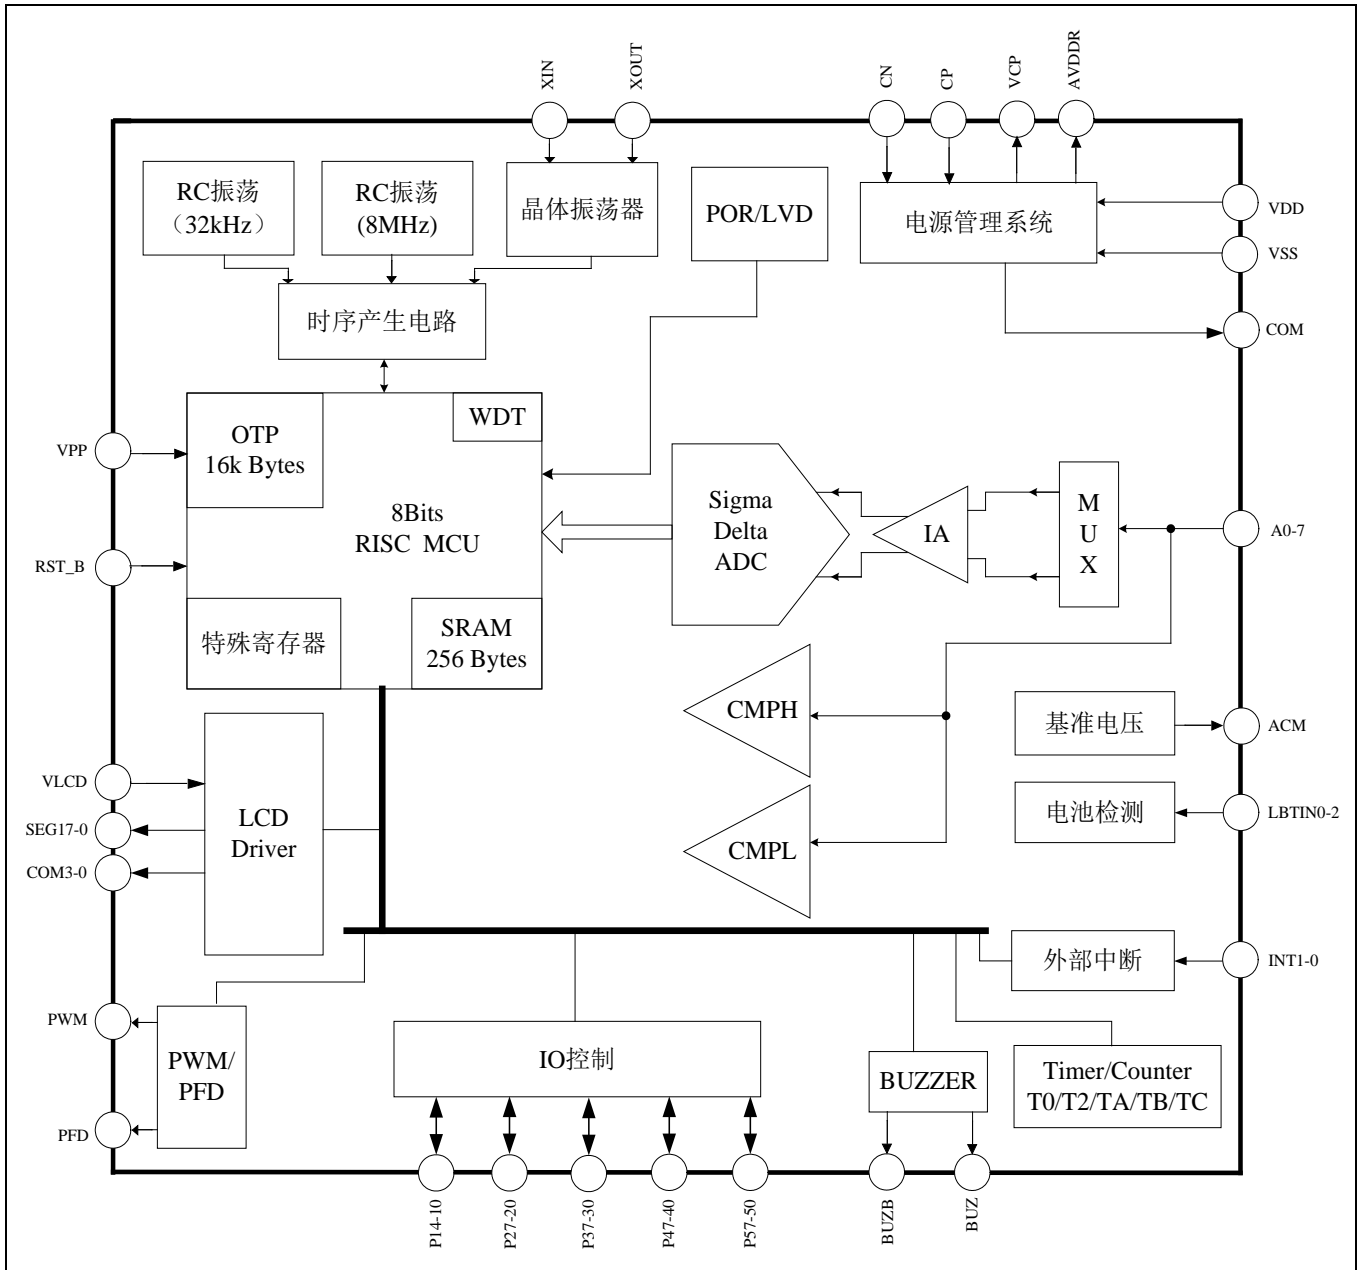 XIN
XOUT
CN
CP
VCP
AVDDR
RC振荡
（32kHz）
RC振荡
(8MHz)
晶体振荡器
POR/LVD
电源管理系统
VDD
VSS
COM
时序产生电路
VPP
RST_B
OTP
16k Bytes
WDT
8Bits
RISC MCU
特殊寄存器
SRAM
256 Bytes
Sigma
Delta
ADC
IA
M
U
X
A0-7
CMPH
CMPL
基准电压
ACM
电池检测
LBTIN0-2
VLCD
SEG17-0
COM3-0
LCD
Driver
外部中断
INT1-0
PWM
PFD
PWM/
PFD
IO控制
BUZZER
Timer/Counter
T0/T2/TA/TB/TC
P14-10
P27-20
P37-30
P47-40
P57-50
BUZB
BUZ